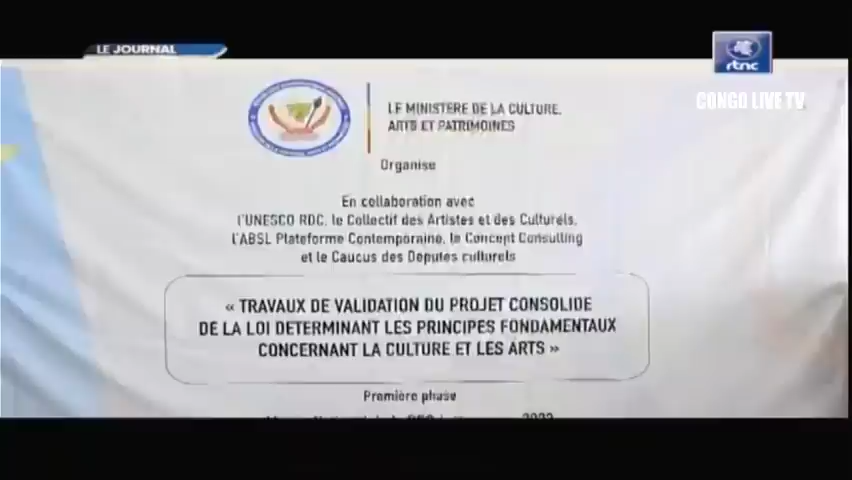 LE JOURNAL
rtnc
CONGO LIVE TV
LE MINISTERE DE LA CULTURE,
ARTS ET PATRIMOINES
Organise
En collaboration avec
l'UNESCO RDC, le Collectif des Artistes et des Culturels,
l'ABSL Plateforme Contemporaine, le Concept Consulting
et le Caucus des Deputes culturels
« TRAVAUX DE VALIDATION DU PROJET CONSOLIDE
DE LA LOI DETERMINANT LES PRINCIPES FONDAMENTAUX
CONCERNANT LA CULTURE ET LES ARTS »
Première phase